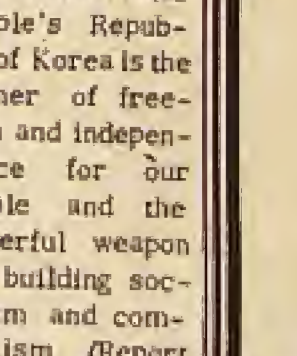 ple's Repub-
of Korea is the
ner of free-
and indepen-
ce for our
ple and the
erful weapon
building soc-
m and com-
ism (Report